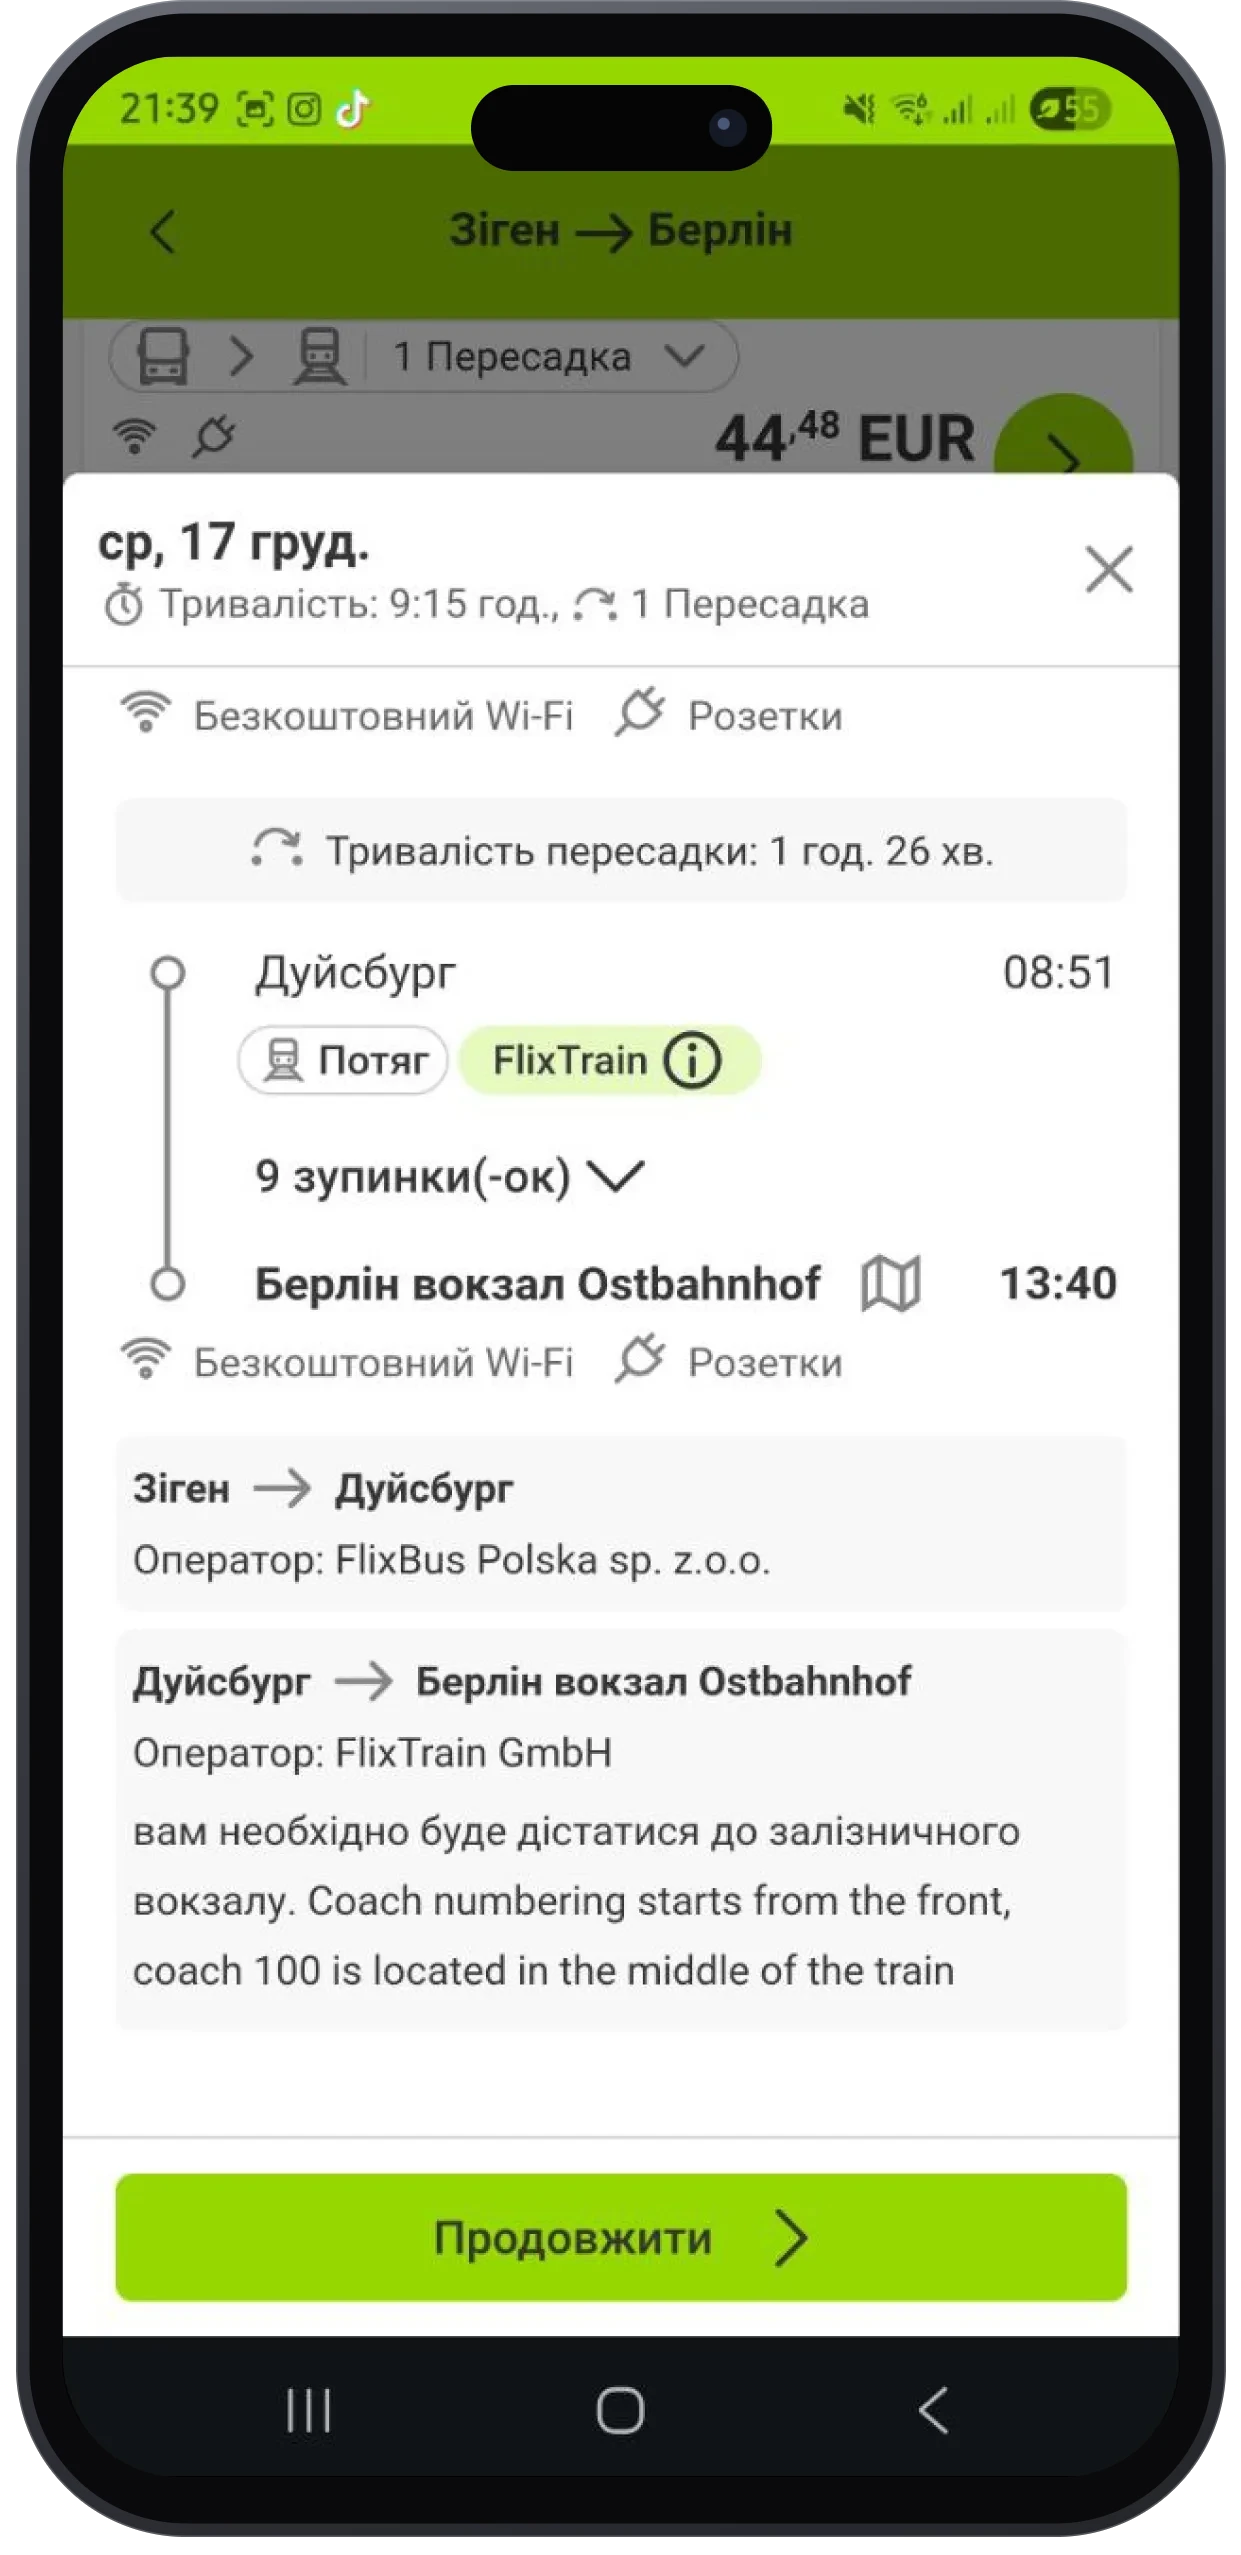 21:39
55
Зіген → Берлін
1 Пересадка
44,48 EUR
ср, 17 груд.
Тривалість: 9:15 год., 1 Пересадка
Безкоштовний Wi-Fi Розетки
Тривалість пересадки: 1 год. 26 хв.
Дуйсбург 08:51
Потяг FlixTrain
9 зупинки(-ок)
Берлін вокзал Ostbahnhof 13:40
Безкоштовний Wi-Fi Розетки
Зіген → Дуйсбург
Оператор: FlixBus Polska sp. z.o.o.
Дуйсбург → Берлін вокзал Ostbahnhof
Оператор: FlixTrain GmbH
вам необхідно буде дістатися до залізничного
вокзалу. Coach numbering starts from the front,
coach 100 is located in the middle of the train
Продовжити